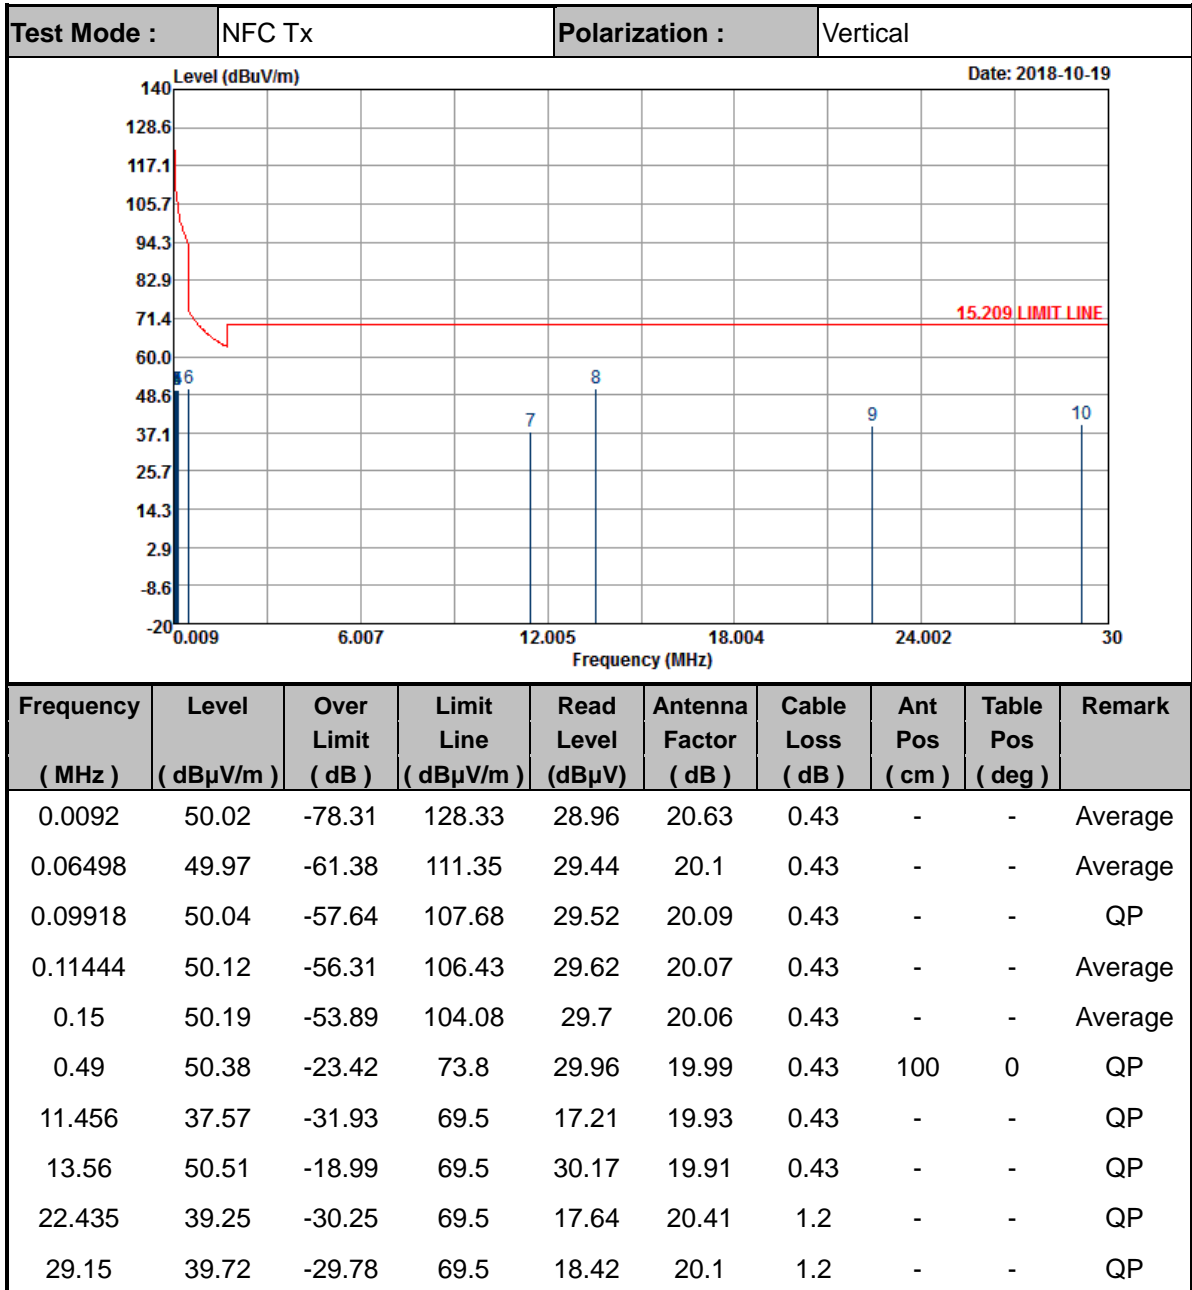 Test Mode : NFC Tx Polarization : Vertical
Level (dBuV/m) Date: 2018-10-19
140
128.6
117.1
105.7
94.3
82.9
71.4
15.209 LIMIT LINE
60.0
6 8
48.6
7 9 10
37.1
25.7
14.3
2.9
-8.6
-20
0.009 6.007 12.005 18.004 24.002 30
Frequency (MHz)
Frequency Level Over Limit Read Antenna Cable Ant Table Remark
Limit Line Level Factor Loss Pos Pos
( MHz ) ( dBµV/m ) ( dB ) ( dBµV/m ) (dBµV) ( dB ) ( dB ) ( cm ) ( deg )
0.0092 50.02 -78.31 128.33 28.96 20.63 0.43 - - Average
0.06498 49.97 -61.38 111.35 29.44 20.1 0.43 - - Average
0.09918 50.04 -57.64 107.68 29.52 20.09 0.43 - - QP
0.11444 50.12 -56.31 106.43 29.62 20.07 0.43 - - Average
0.15 50.19 -53.89 104.08 29.7 20.06 0.43 - - Average
0.49 50.38 -23.42 73.8 29.96 19.99 0.43 100 0 QP
11.456 37.57 -31.93 69.5 17.21 19.93 0.43 - - QP
13.56 50.51 -18.99 69.5 30.17 19.91 0.43 - - QP
22.435 39.25 -30.25 69.5 17.64 20.41 1.2 - - QP
29.15 39.72 -29.78 69.5 18.42 20.1 1.2 - - QP